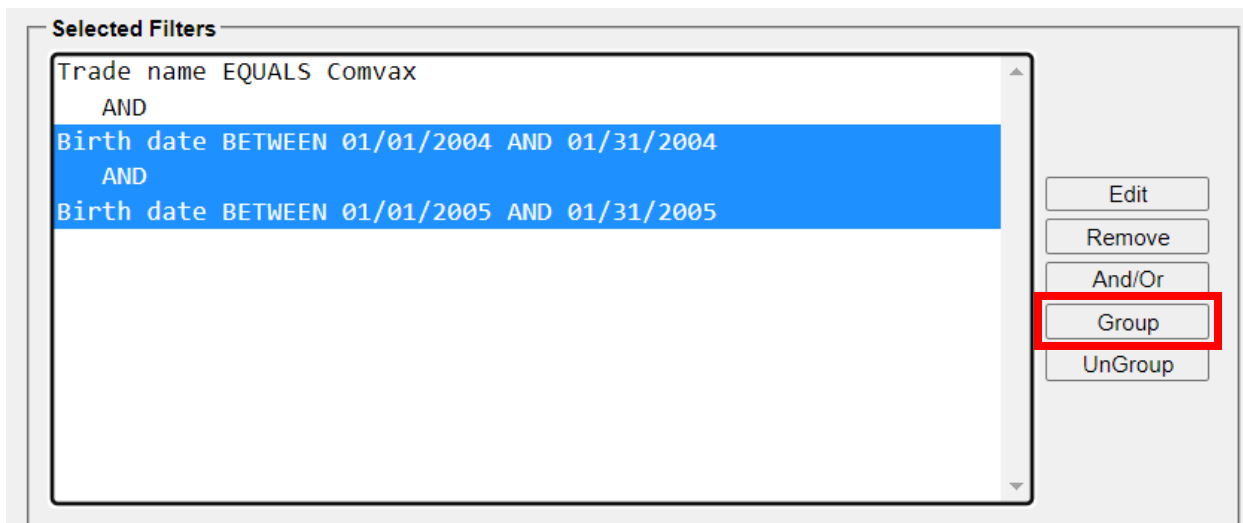 Selected Filters
Trade name EQUALS Comvax
AND
Birth date BETWEEN 01/01/2004 AND 01/31/2004
AND
Birth date BETWEEN 01/01/2005 AND 01/31/2005
Edit
Remove
And/Or
Group
UnGroup